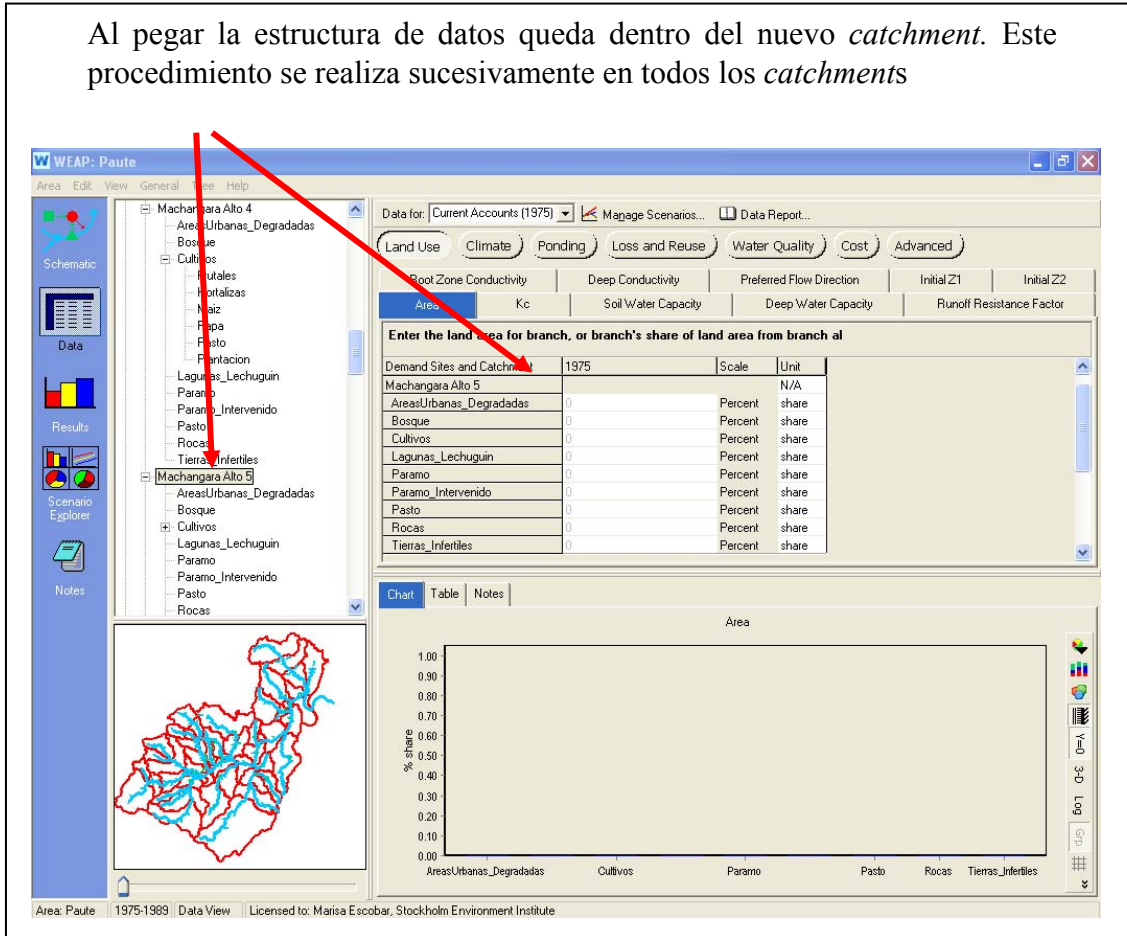 Al pegar la estructura de datos queda dentro del nuevo catchment. Este
procedimiento se realiza sucesivamente en todos los catchments
WEAP: Paute
Area Edit View General Tree Help
Schematic
Data
Results
Scenario
Explorer
Notes
Machangara Alto 4
AreasUrbanas_Degradadas
Bosque
Cultivos
Frutales
Hortalizas
Maiz
Papa
Pasto
Plantacion
Lagunas_Lechuguin
Paramo
Paramo_Intervenido
Pasto
Rocas
Tierras_Infertiles
Machangara Alto 5
AreasUrbanas_Degradadas
Bosque
Cultivos
Lagunas_Lechuguin
Paramo
Paramo_Intervenido
Pasto
Rocas
Data for: Current Accounts (1975) Manage Scenarios... Data Report...
Land Use Climate Ponding Loss and Reuse Water Quality Cost Advanced
Root Zone Conductivity Deep Conductivity Preferred Flow Direction Initial Z1 Initial Z2
Area Kc Soil Water Capacity Deep Water Capacity Runoff Resistance Factor
Enter the land area for branch, or branch's share of land area from branch al
Demand Sites and Catchment 1975 Scale Unit
Machangara Alto 5 N/A
AreasUrbanas_Degradadas 0 Percent share
Bosque 0 Percent share
Cultivos 0 Percent share
Lagunas_Lechuguin 0 Percent share
Paramo 0 Percent share
Paramo_Intervenido 0 Percent share
Pasto 0 Percent share
Rocas 0 Percent share
Tierras_Infertiles 0 Percent share
Chart Table Notes
Area
% share
1.00
0.90
0.80
0.70
0.60
0.50
0.40
0.30
0.20
0.10
0.00
AreasUrbanas_Degradadas Cultivos Paramo Pasto Rocas Tierras_Infertiles
Y=0
3-D
Log
Grp
Area: Paute 1975-1989 Data View Licensed to: Marisa Escobar, Stockholm Environment Institute